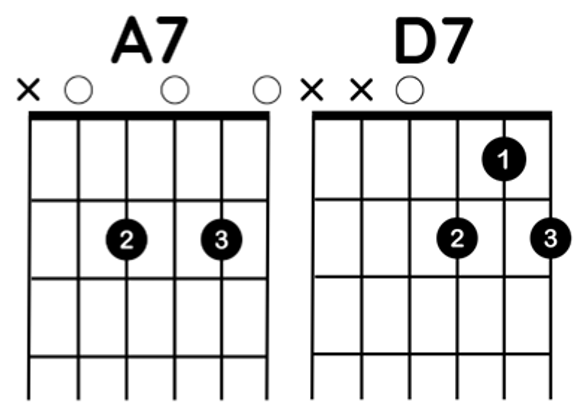 A7 D7
× ○ ○ ○ × × ○
1
2 3 2 3